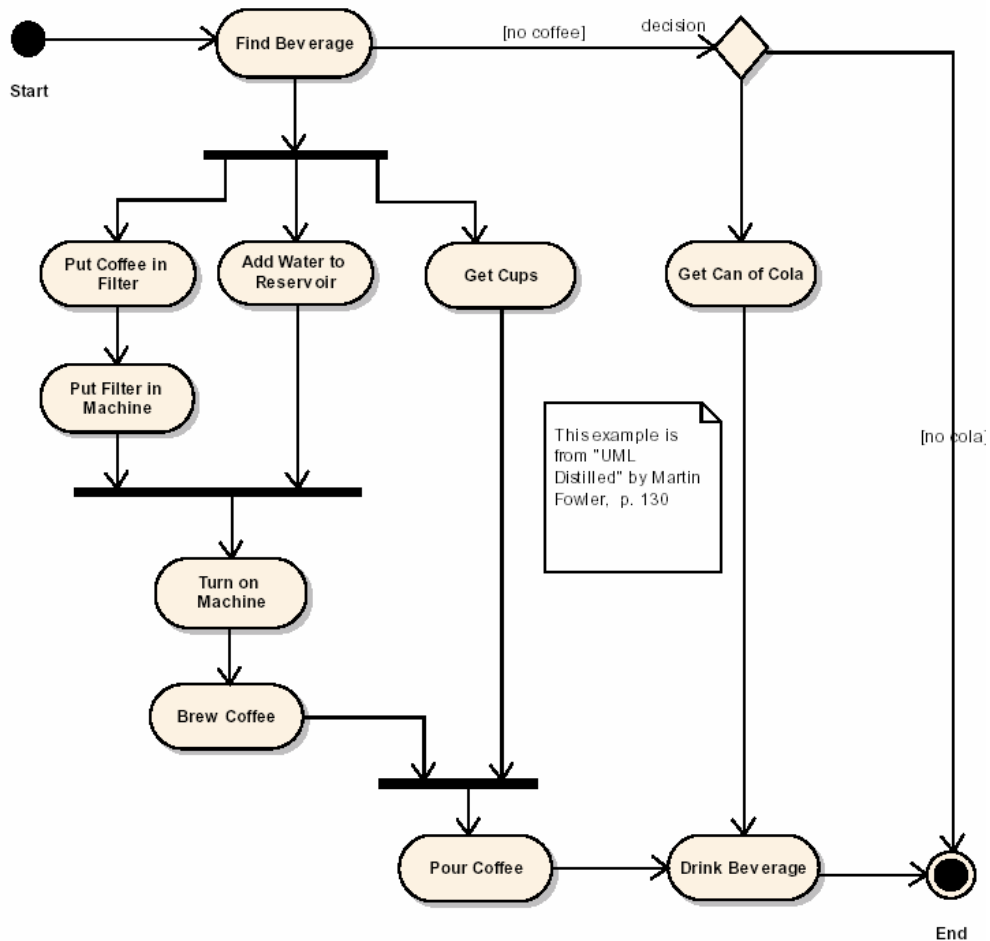 Find Beverage
[no coffee]
decision
Start
Put Coffee in
Filter
Add Water to
Reservoir
Get Cups
Get Can of Cola
Put Filter in
Machine
This example is
from "UML
Distilled" by Martin
Fowler, p. 130
[no cola]
Turn on
Machine
Brew Coffee
Pour Coffee
Drink Beverage
End